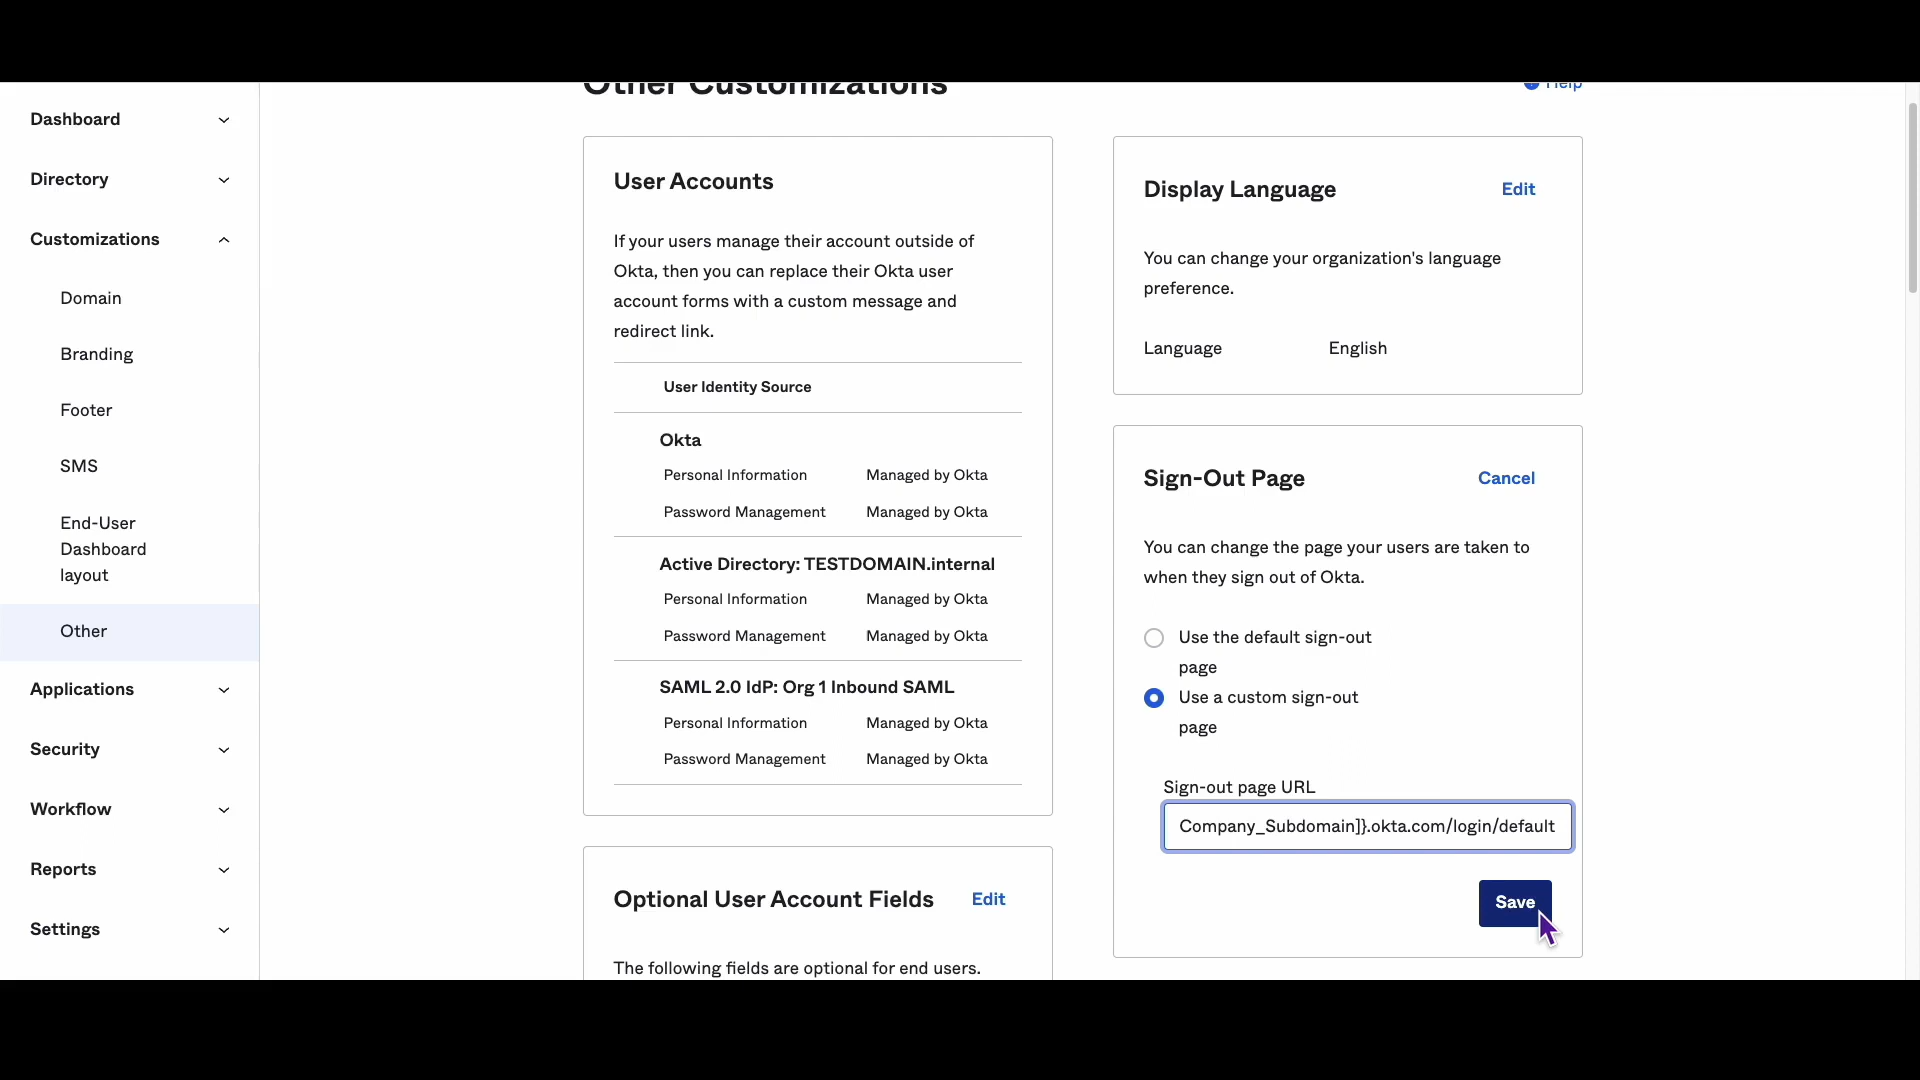 Other Customizations
Help
Dashboard
Directory
Customizations
Domain
Branding
Footer
SMS
End-User
Dashboard
layout
Other
Applications
Security
Workflow
Reports
Settings
User Accounts
If your users manage their account outside of
Okta, then you can replace their Okta user
account forms with a custom message and
redirect link.
User Identity Source
Okta
Personal Information Managed by Okta
Password Management Managed by Okta
Active Directory: TESTDOMAIN.internal
Personal Information Managed by Okta
Password Management Managed by Okta
SAML 2.0 IdP: Org 1 Inbound SAML
Personal Information Managed by Okta
Password Management Managed by Okta
Optional User Account Fields Edit
The following fields are optional for end users.
Display Language Edit
You can change your organization's language
preference.
Language English
Sign-Out Page Cancel
You can change the page your users are taken to
when they sign out of Okta.
Use the default sign-out
page
Use a custom sign-out
page
Sign-out page URL
Company_Subdomain]}.okta.com/login/default
Save